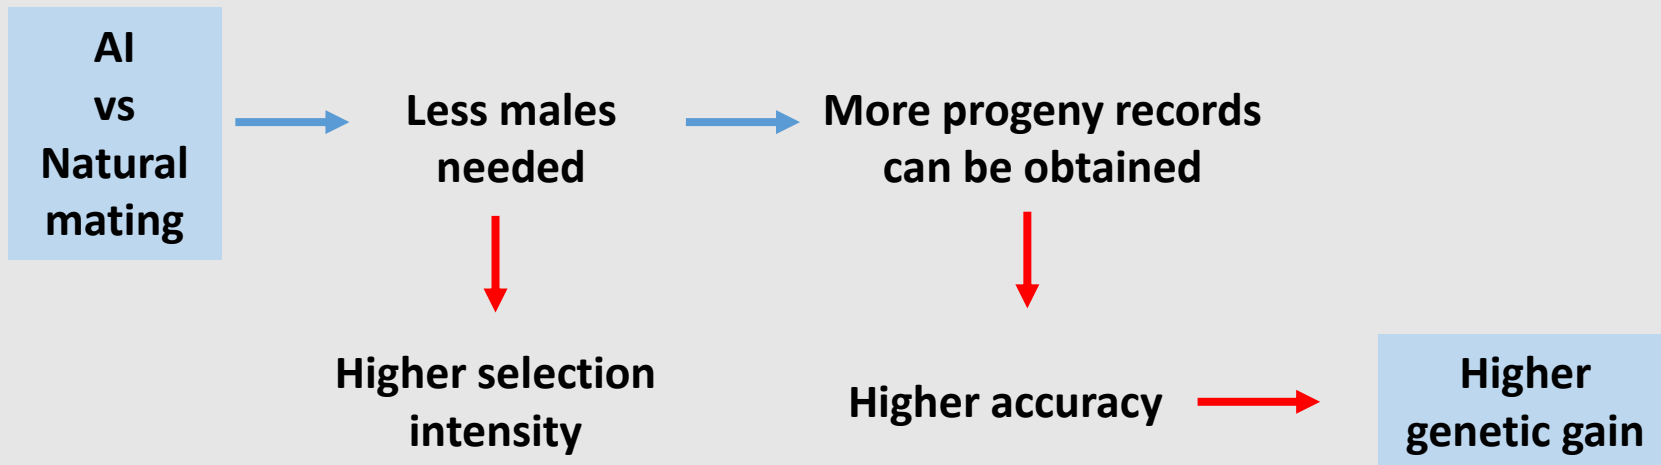 AI
vs
Natural
mating
Less males
needed
More progeny records
can be obtained
Higher selection
intensity
Higher accuracy
Higher
genetic gain